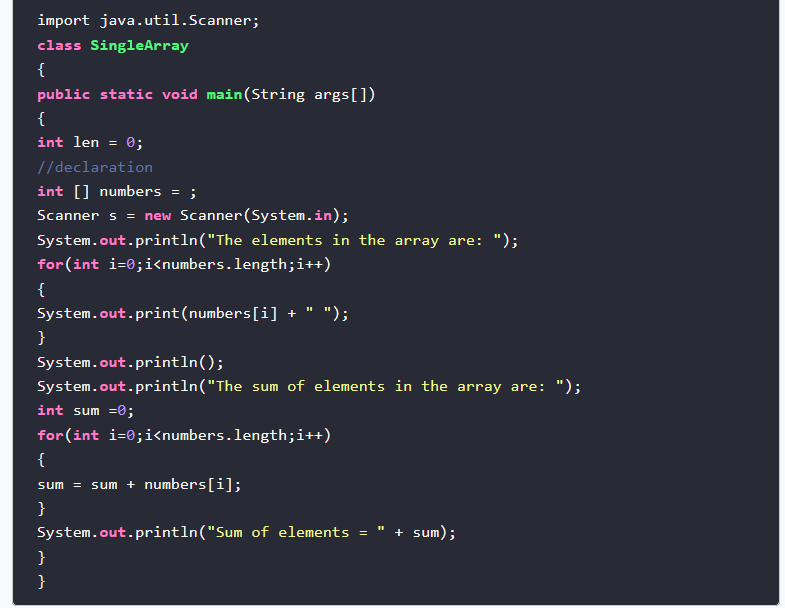 import java.util.Scanner;
class SingleArray
{
public static void main(String args[])
{
int len = 0;
//declaration
int [] numbers = ;
Scanner s = new Scanner(System.in);
System.out.println("The elements in the array are: ");
for(int i=0;i<numbers.length;i++)
{
System.out.print(numbers[i] + " ");
}
System.out.println();
System.out.println("The sum of elements in the array are: ");
int sum =0;
for(int i=0;i<numbers.length;i++)
{
sum = sum + numbers[i];
}
System.out.println("Sum of elements = " + sum);
}
}